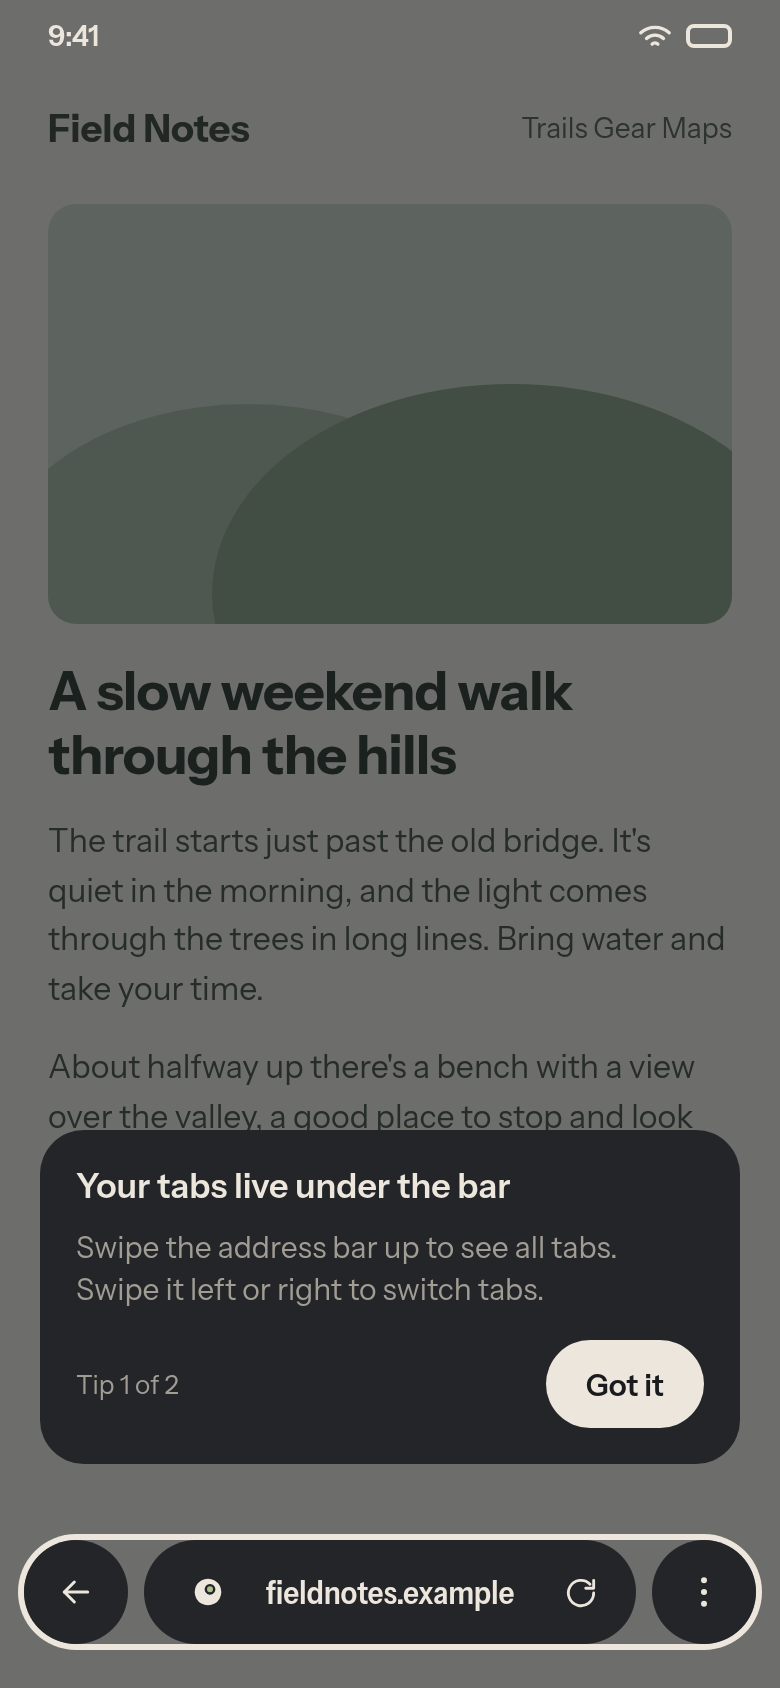 9:41
Field Notes
Trails Gear Maps
A slow weekend walk
through the hills
The trail starts just past the old bridge. It's
quiet in the morning, and the light comes
through the trees in long lines. Bring water and
take your time.
About halfway up there's a bench with a view
over the valley, a good place to stop and look
Your tabs live under the bar
Swipe the address bar up to see all tabs.
Swipe it left or right to switch tabs.
Tip 1 of 2
Got it
fieldnotes.example